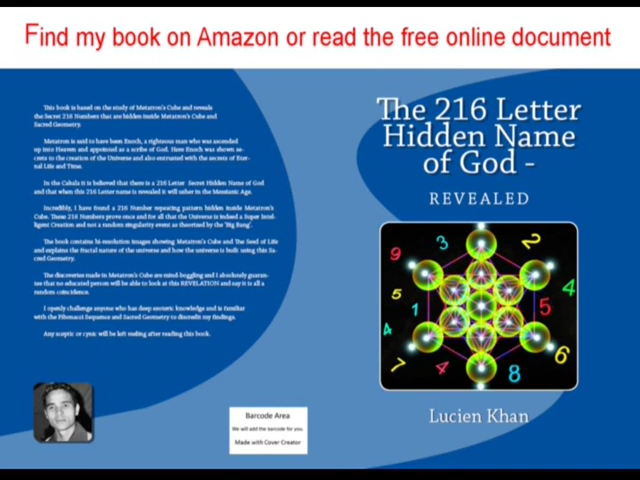 Find my book on Amazon or read the free online document
This book is based on the study of Metatron's Cube and reveals
the Secret 216 Numbers that are hidden inside Metatron's Cube and
Sacred Geometry.
Metatron is said to have been Enoch, a righteous man who was ascended
up into Heaven and appointed as a scribe of God. Here Enoch was shown se-
crets to the creation of the Universe and also entrusted with the secrets of Eter-
nal Life and Time.
In the Cabala it is believed that there is a 216 Letter Secret Hidden Name of God
and that when this 216 Letter name is revealed it will usher in the Messianic Age.
Incredibly, I have found a 216 Number repeating pattern hidden inside Metatron's
Cube. These 216 Numbers prove once and for all that the Universe is indeed a Super Intel-
ligent Creation and not a random singularity event as theorized by the 'Big Bang'.
The book contains hi-resolution images showing Metatron's Cube and The Seed of Life
and explains the fractal nature of the universe and how the universe is built using this Sa-
cred Geometry.
The discoveries made in Metatron's Cube are mind-boggling and I absolutely guaran-
tee that no educated person will be able to look at this REVELATION and say it is all a
random coincidence.
I openly challenge anyone who has deep esoteric knowledge and is familiar
with the Fibonacci Sequence and Sacred Geometry to discredit my findings.
Any sceptic or cynic will be left reeling after reading this book.
Barcode Area
We will add the barcode for you.
Made with Cover Creator
The 216 Letter
Hidden Name
of God -
REVEALED
3 2
9
4
5
1 5
4
6
7 4 8
Lucien Khan